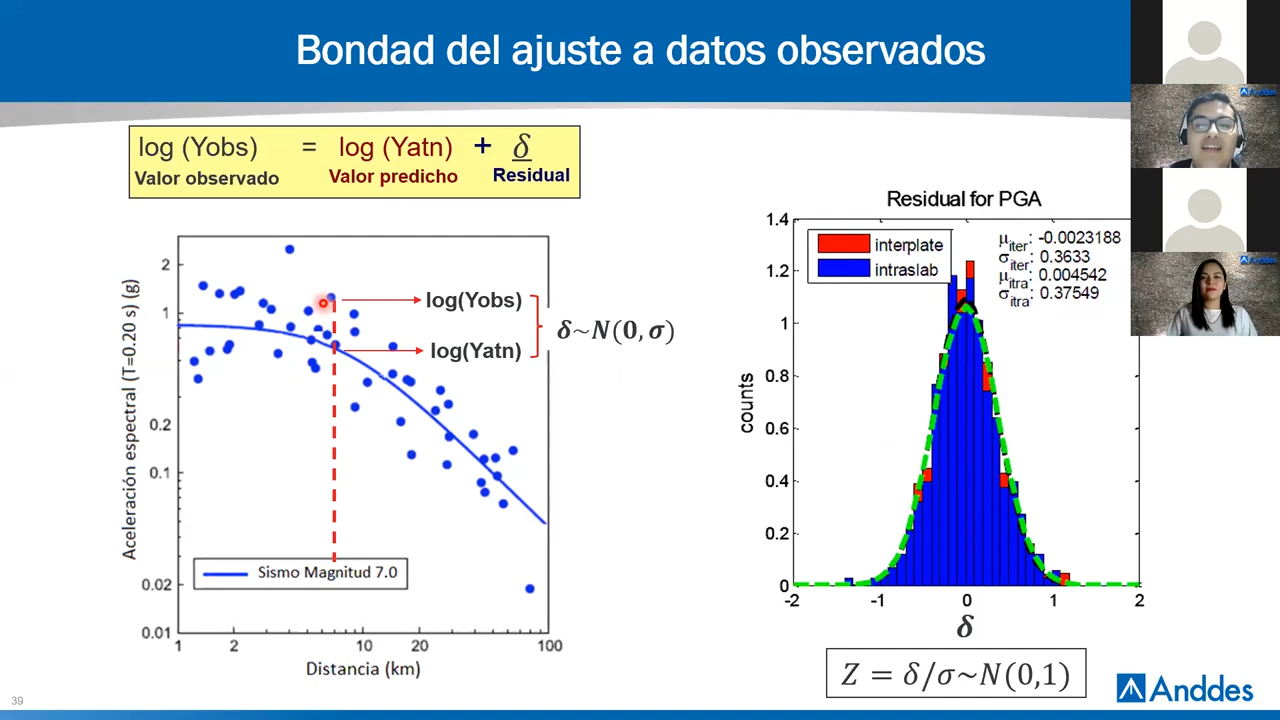 Bondad del ajuste a datos observados
log (Yobs) = log (Yatn) + δ
Valor observado Valor predicho Residual
Aceleración espectral (T=0.20 s) (g)
2
1
0.2
0.1
0.02
0.01
1 2 10 20 100
Distancia (km)
Sismo Magnitud 7.0
log(Yobs)
log(Yatn)
δ~N(0, σ)
Residual for PGA
interplate
intraslab
μiter: -0.0023188
σiter: 0.3633
μitra: 0.004542
σitra: 0.37549
counts
1.4
1.2
1
0.8
0.6
0.4
0.2
0
-2 -1 0 1 2
δ
Z = δ/σ~N(0,1)
Anddes
39
Anddes
Anddes